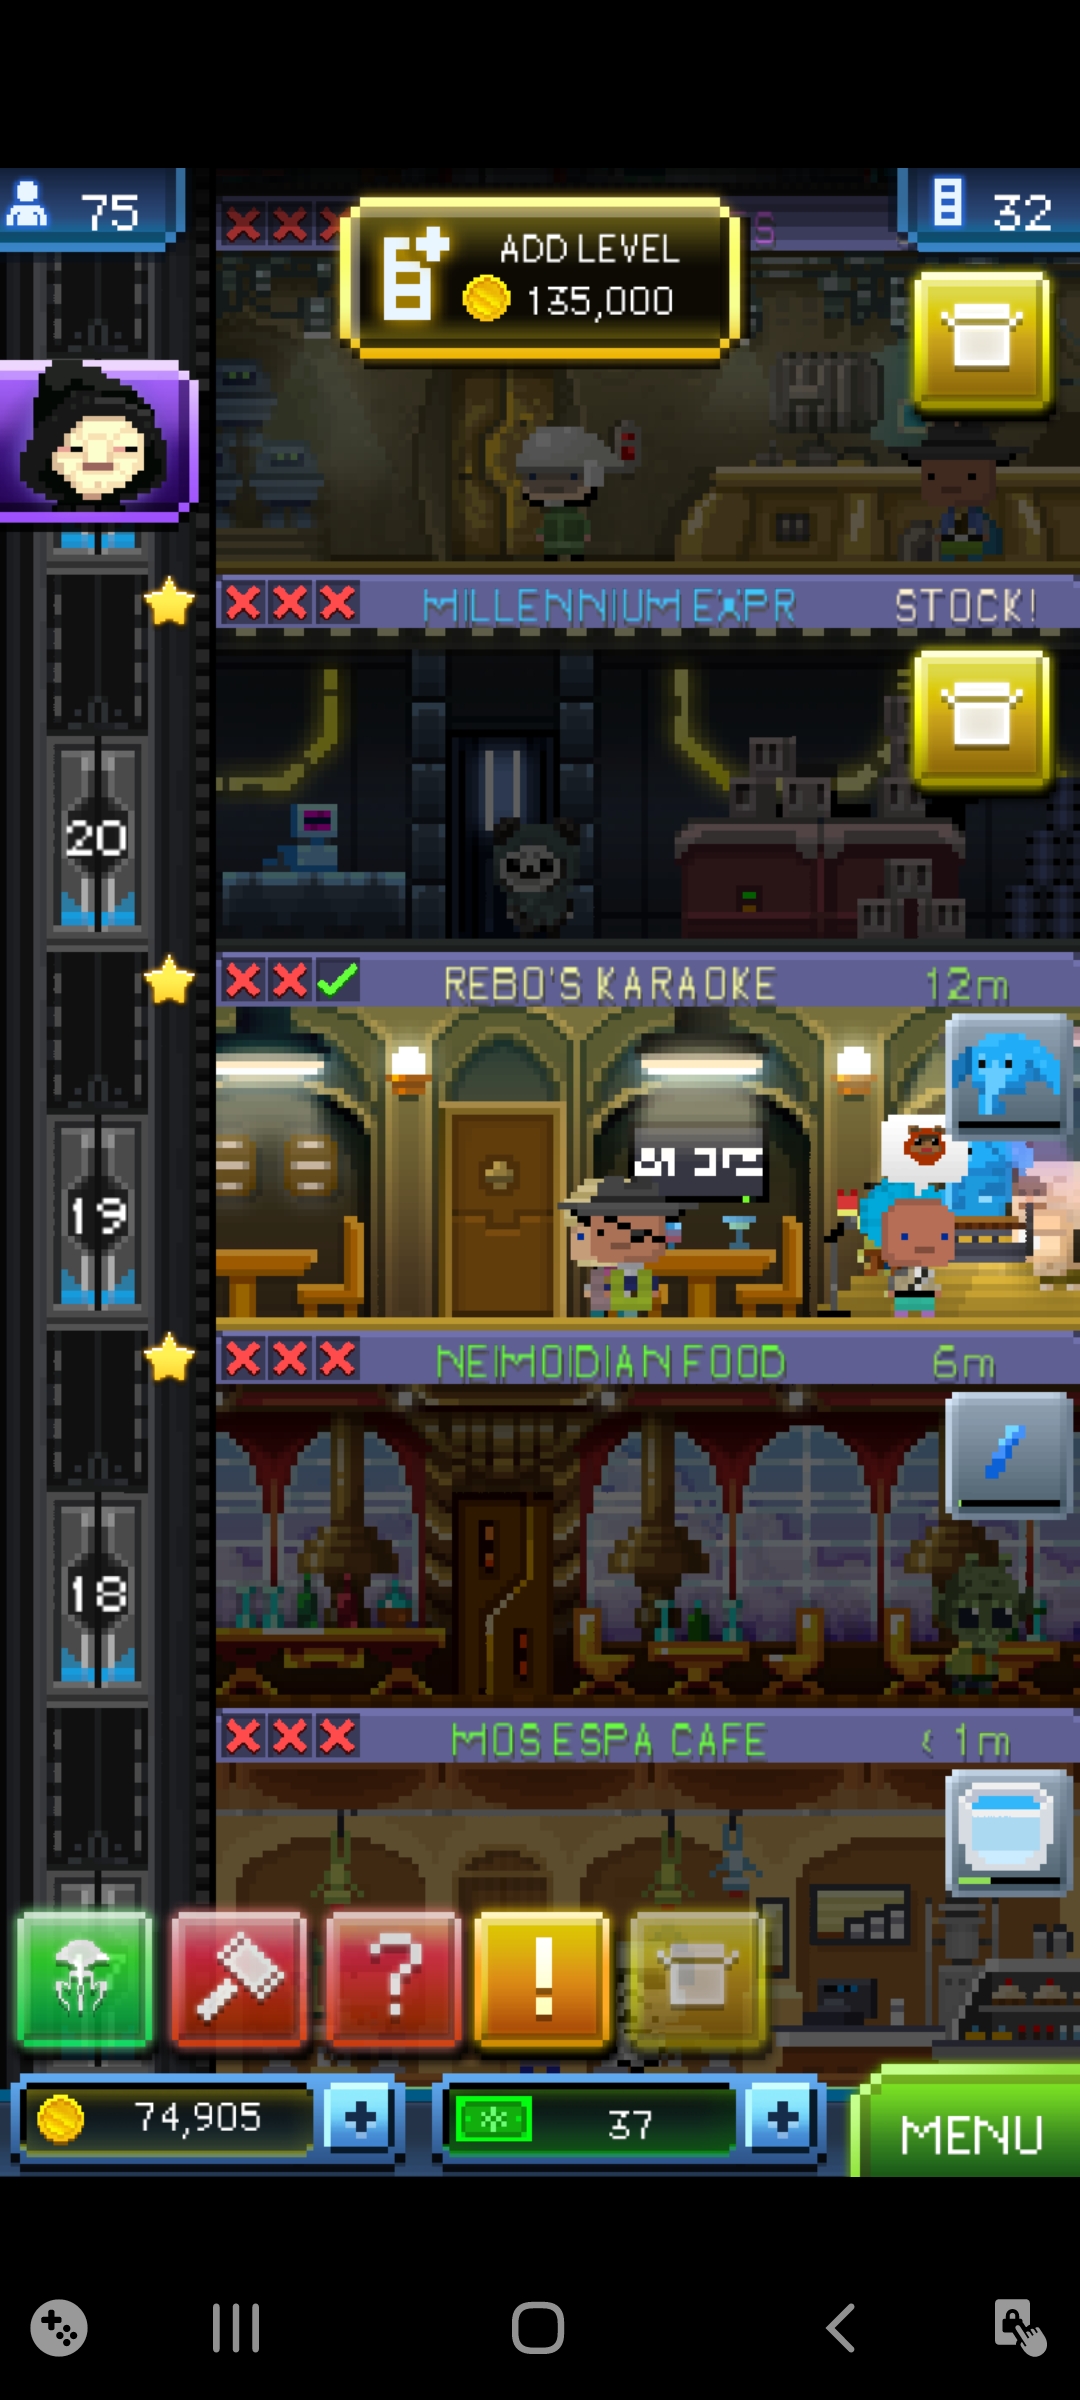 75
S
32
ADD LEVEL
135,000
MILLENNIUM EXPR
STOCK!
20
REBO'S KARAOKE
12m
19
NEIMOIDIAN FOOD
6m
18
MOS ESPA CAFE
< 1m
?
!
74,905
+
37
+
MENU